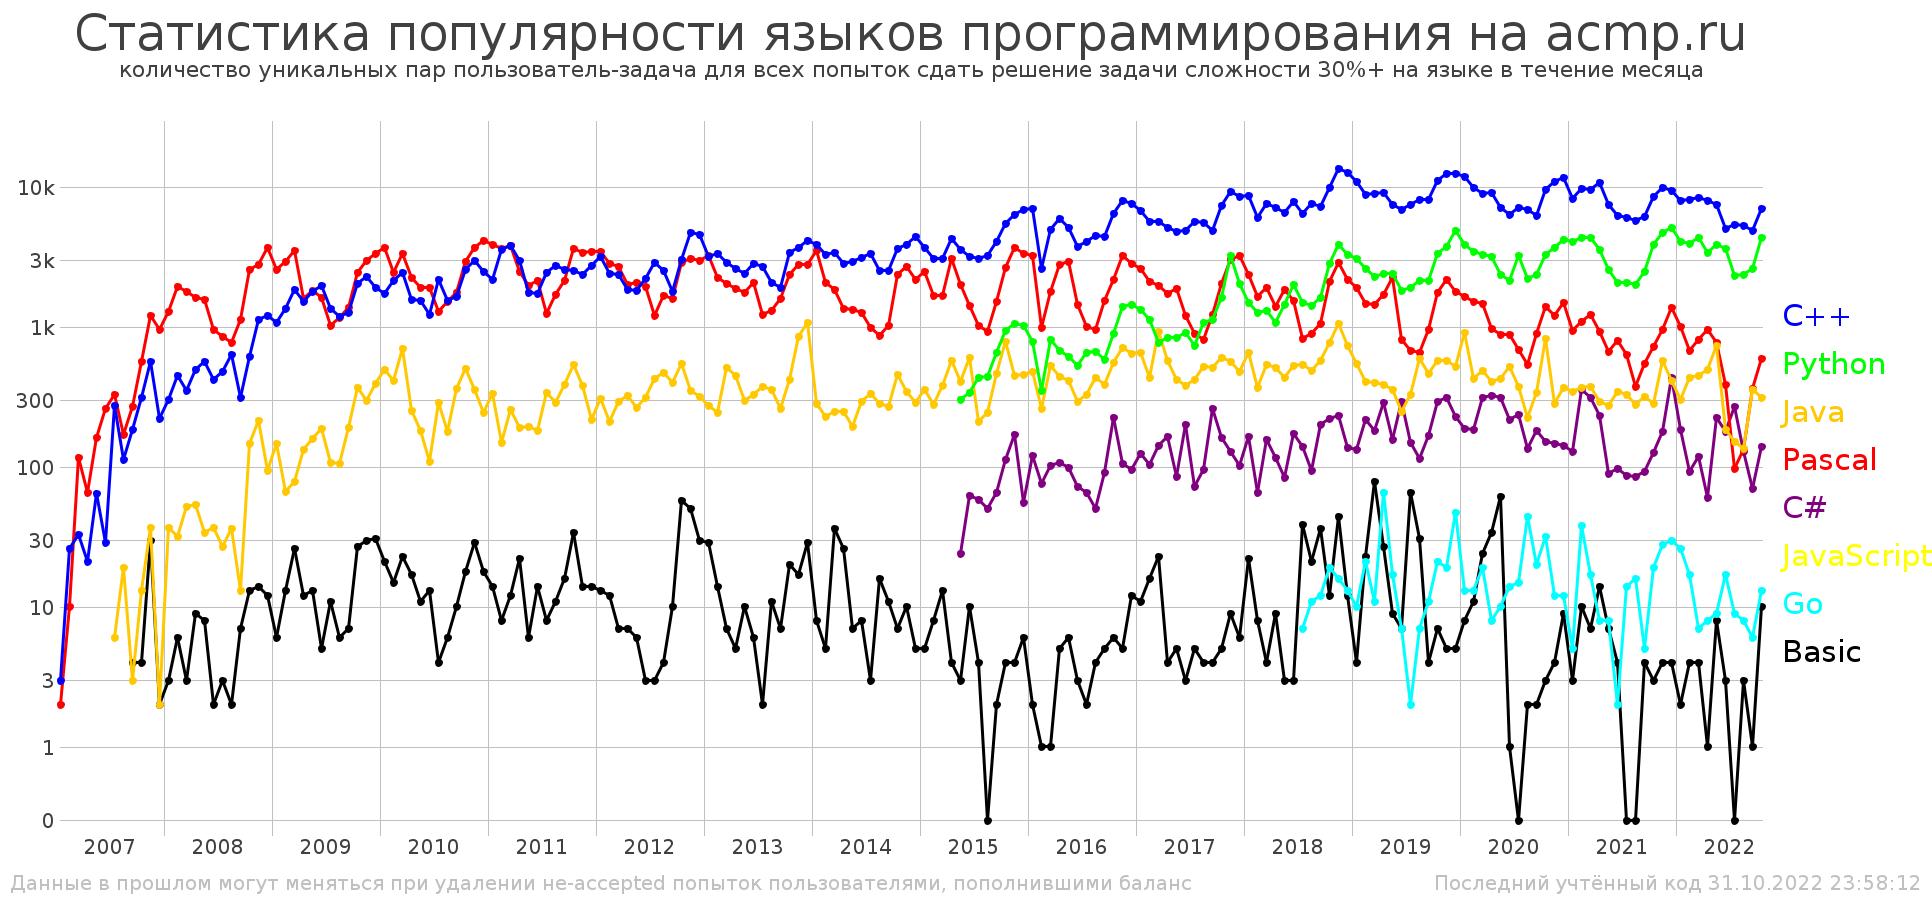 Статистика популярности языков программирования на acmp.ru
количество уникальных пар пользователь-задача для всех попыток сдать решение задачи сложности 30%+ на языке в течение месяца
10k
3k
1k
300
100
30
10
3
1
0
C++
Python
Java
Pascal
C#
JavaScript
Go
Basic
2007 2008 2009 2010 2011 2012 2013 2014 2015 2016 2017 2018 2019 2020 2021 2022
Данные в прошлом могут меняться при удалении не-accepted попыток пользователями, пополнившими баланс
Последний учтённый код 31.10.2022 23:58:12